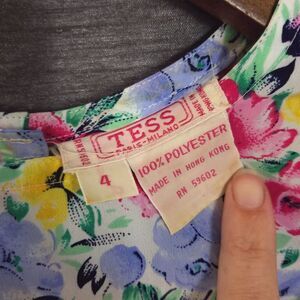 TESS
PARIS-MILANO
4
100% POLYESTER
MADE IN HONG KONG
RN 59602